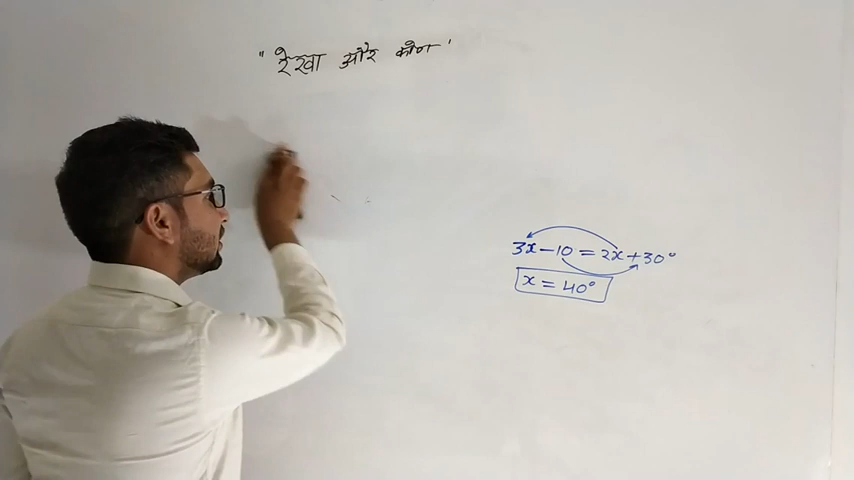 " रेखा और कोण "
3x − 10 = 2x + 30°
x = 40°